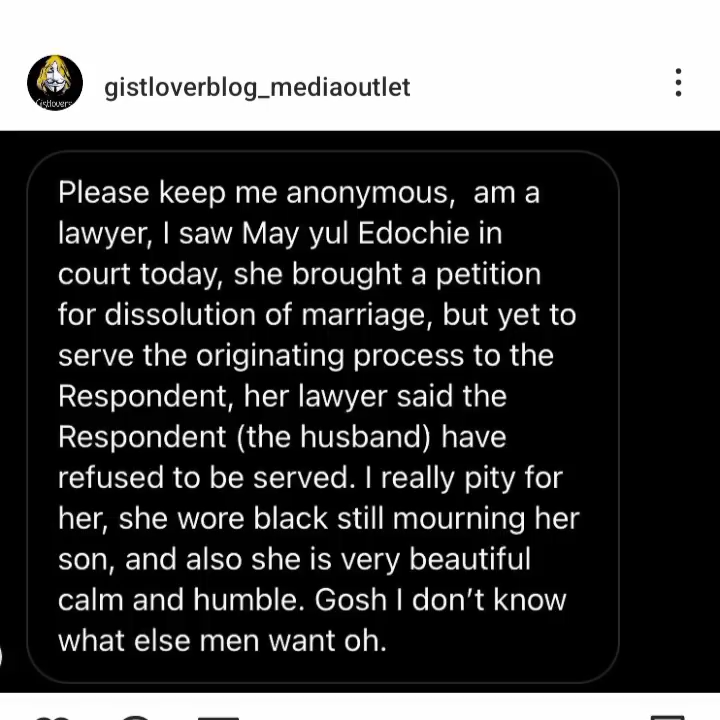 gistloverblog_mediaoutlet
Gistlovers
Please keep me anonymous,  am a
lawyer, I saw May yul Edochie in
court today, she brought a petition
for dissolution of marriage, but yet to
serve the originating process to the
Respondent, her lawyer said the
Respondent (the husband) have
refused to be served. I really pity for
her, she wore black still mourning her
son, and also she is very beautiful
calm and humble. Gosh I don’t know
what else men want oh.